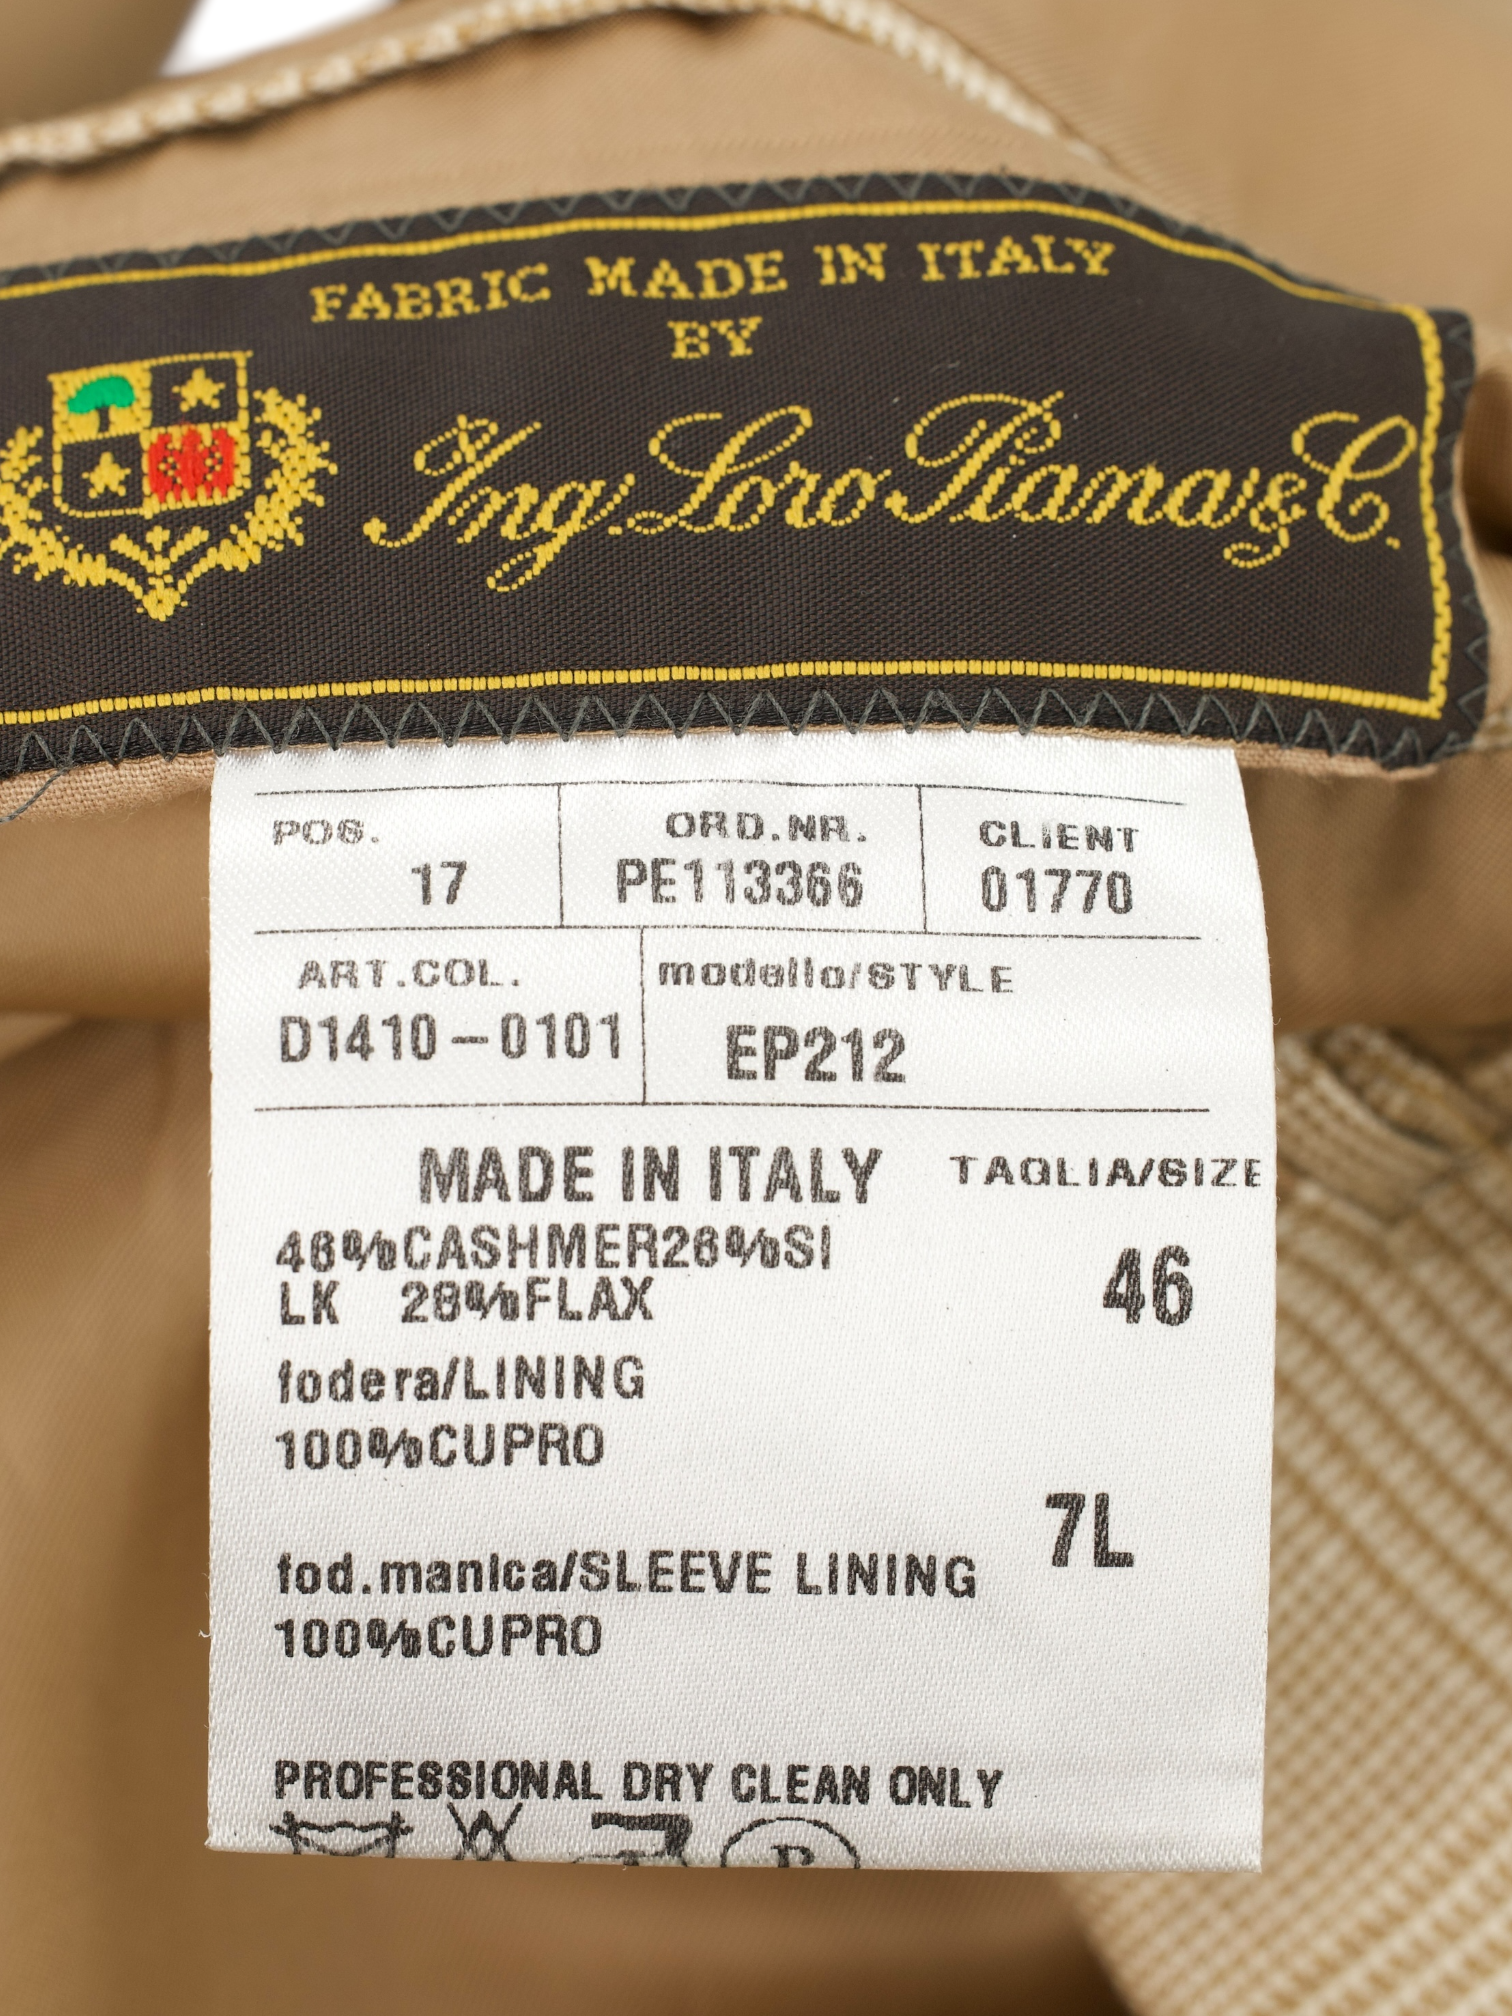 FABRIC MADE IN ITALY
BY
Ing. Loro Piana & C.
POS. ORD.NR. CLIENT
17 PE113366 01770
ART.COL. modello/STYLE
D1410-0101 EP212
MADE IN ITALY TAGLIA/SIZE
46%CASHMER26%SI
LK 28%FLAX
46
fodera/LINING
100%CUPRO
7L
fod.manica/SLEEVE LINING
100%CUPRO
PROFESSIONAL DRY CLEAN ONLY
P